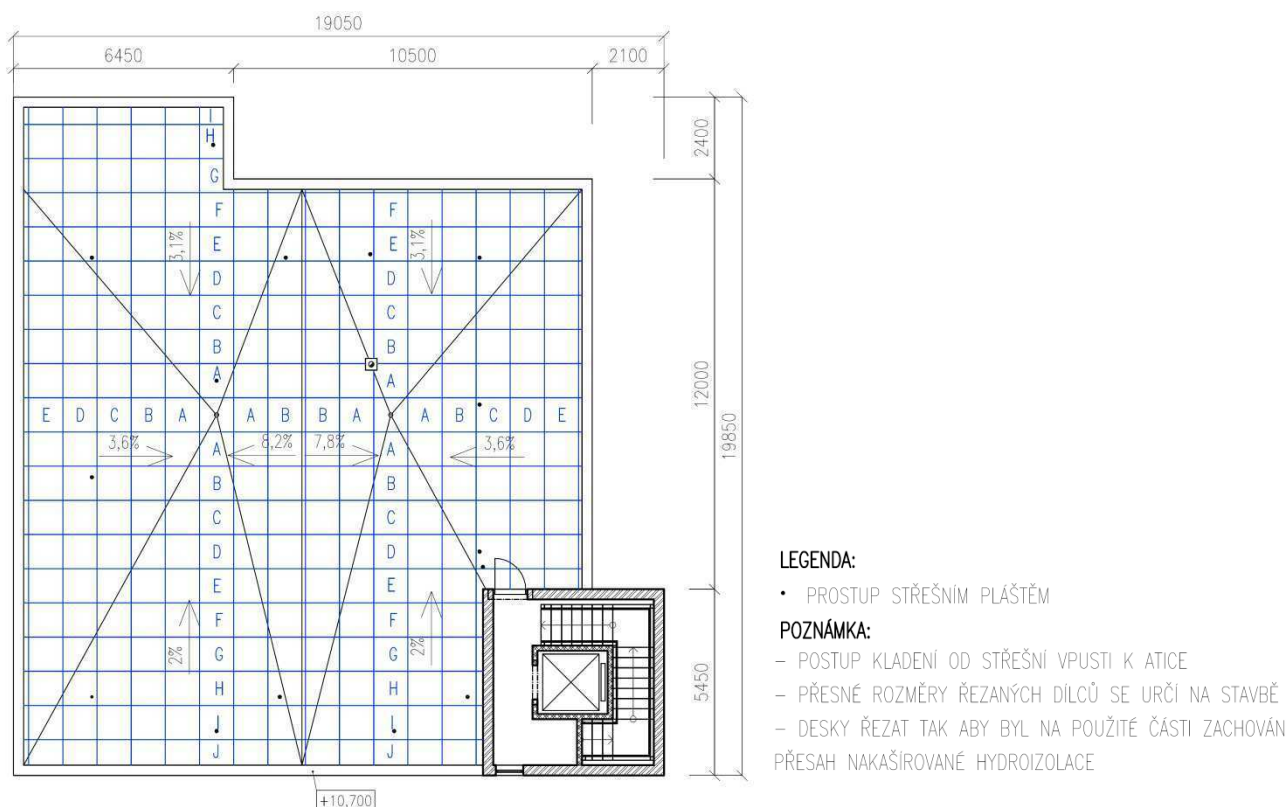 19050
6450 10500 2100
I
H
G
F F
E E
3,1% 3,1%
D D
C C
B B
A A
E D C B A A B B A A B C D E
3,6% 8,2% 7,8% 3,6%
A A
B B
C C
D D
E E
F F
G G
2% 2%
H H
I I
J J
+10,700
2400
12000
19850
5450
LEGENDA:
• PROSTUP STŘEŠNÍM PLÁŠTĚM
POZNÁMKA:
– POSTUP KLADENÍ OD STŘEŠNÍ VPUSTI K ATICE
– PŘESNÉ ROZMĚRY ŘEZANÝCH DÍLCŮ SE URČÍ NA STAVBĚ
– DESKY ŘEZAT TAK ABY BYL NA POUŽITÉ ČÁSTI ZACHOVÁN
PŘESAH NAKAŠÍROVANÉ HYDROIZOLACE